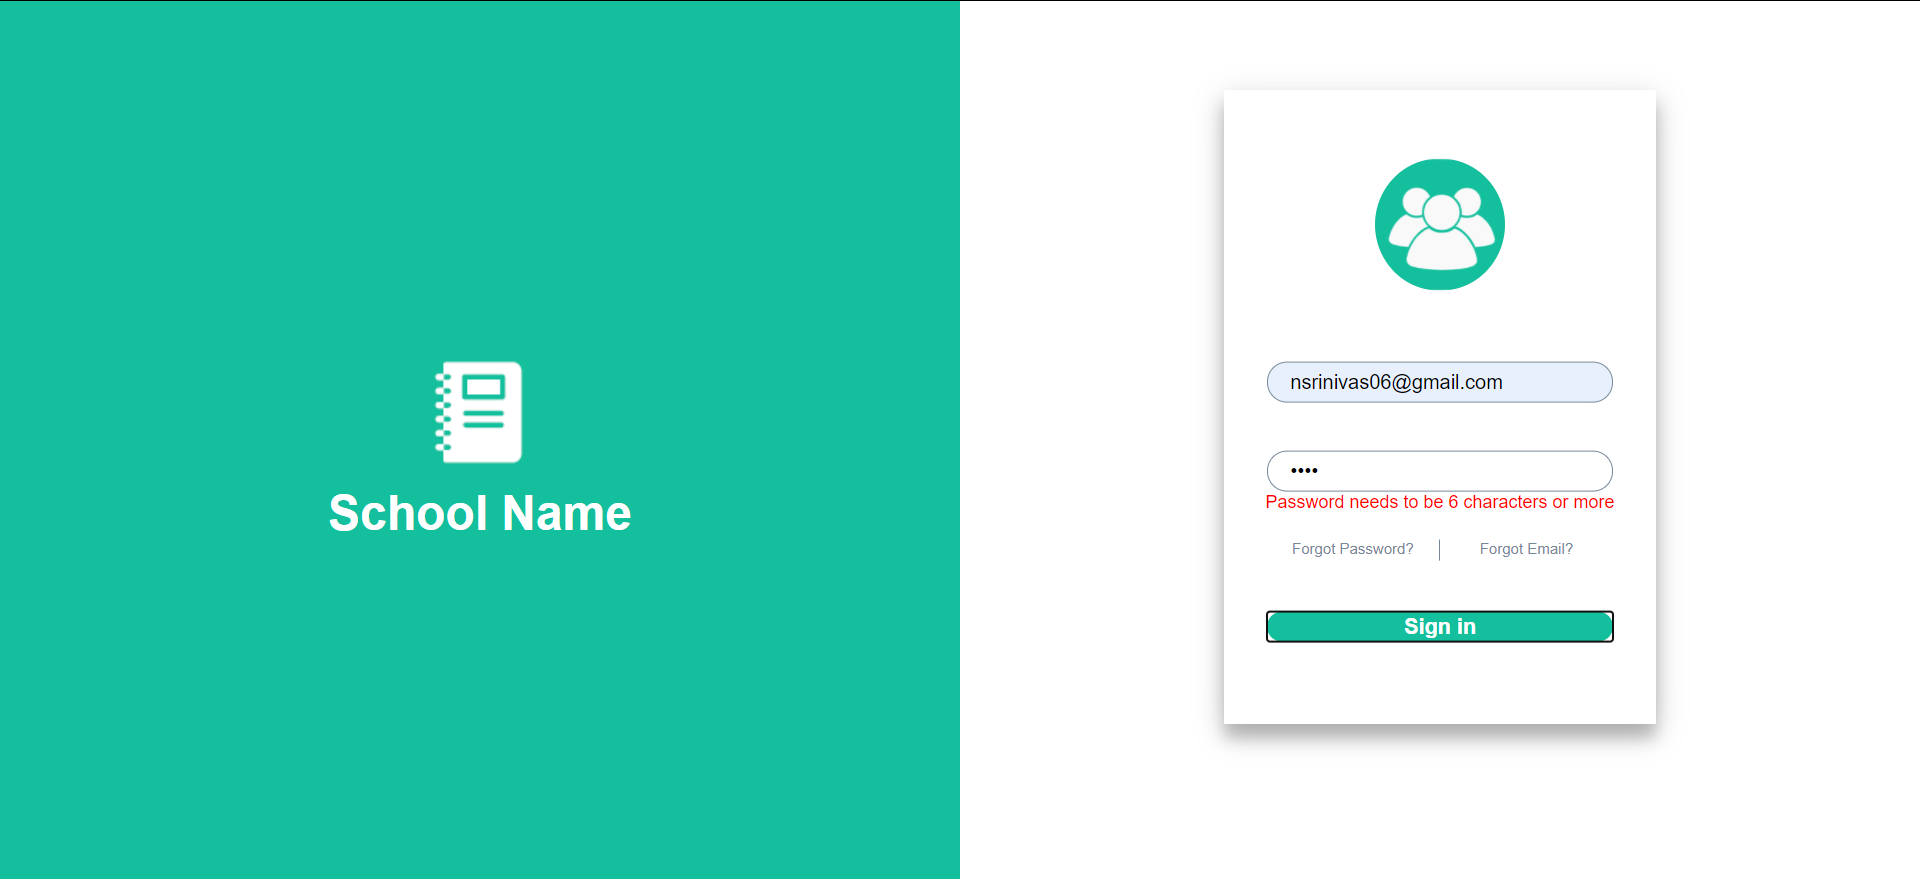 School Name
nsrinivas06@gmail.com
••••
Password needs to be 6 characters or more
Forgot Password? | Forgot Email?
Sign in